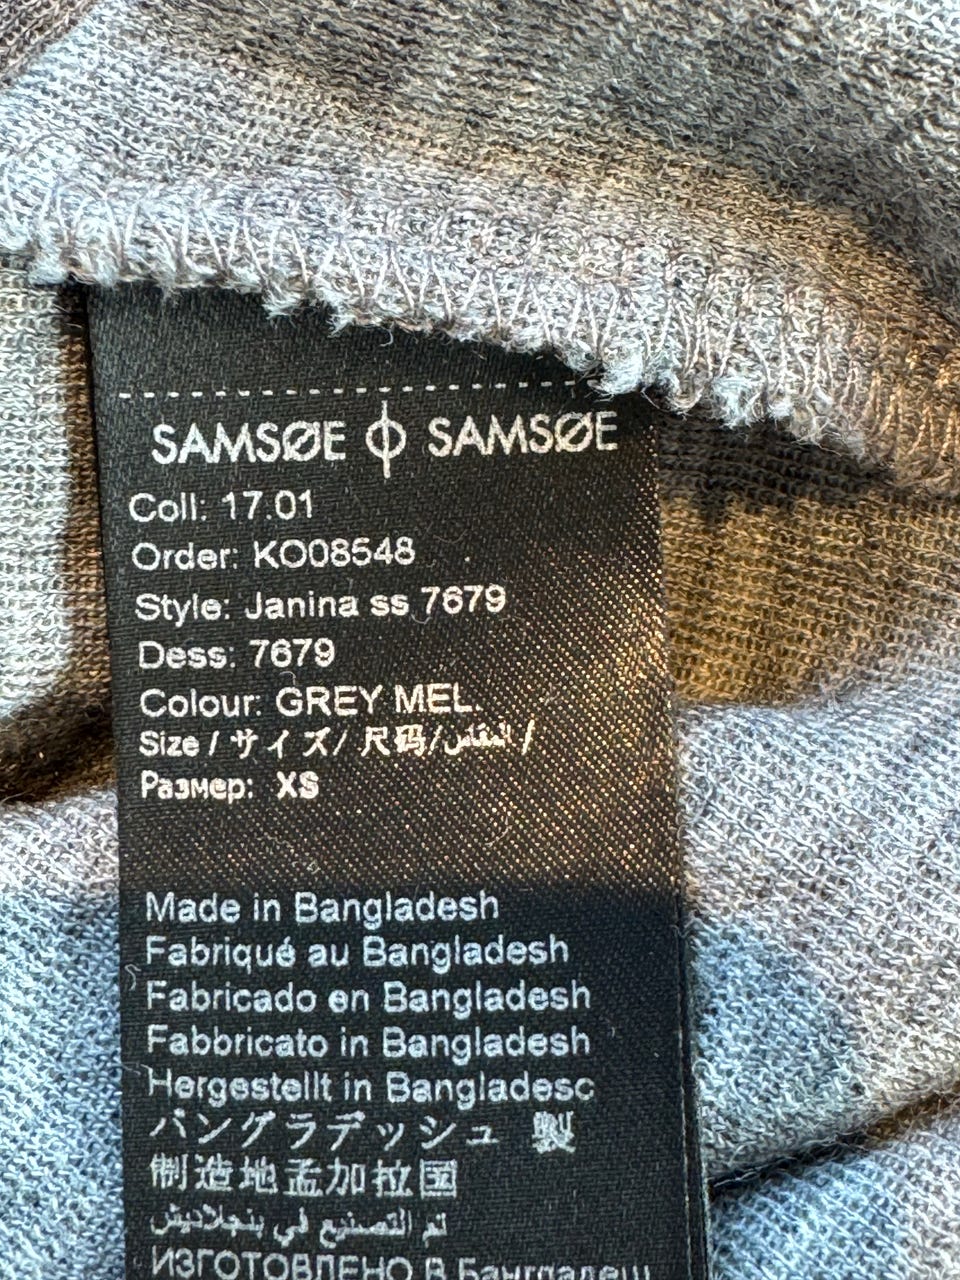 SAMSØE ϕ SAMSØE
Coll: 17.01
Order: KO08548
Style: Janina ss 7679
Dess: 7679
Colour: GREY MEL.
Size / サイズ/ 尺码/المقاس /
Размер: XS
Made in Bangladesh
Fabriqué au Bangladesh
Fabricado en Bangladesh
Fabbricato in Bangladesh
Hergestellt in Bangladesc
バングラデッシュ 製
制造地孟加拉国
تم التصنيع في بنجلاديش
ИЗГОТОВЛЕНО В Бангладеш